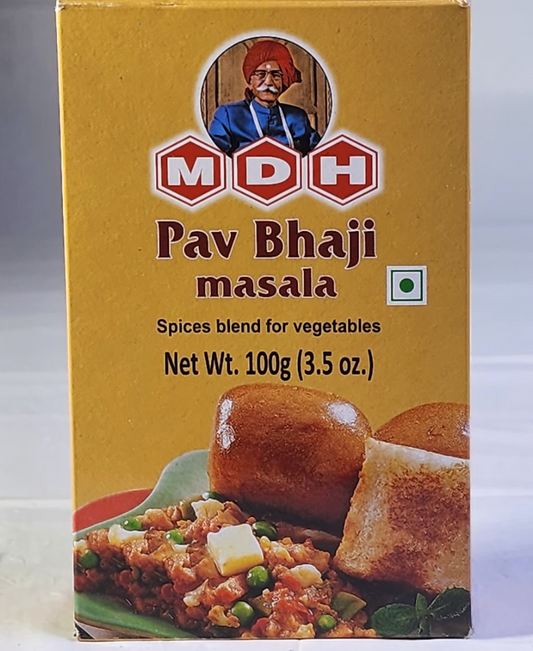 MDH
Pav Bhaji
masala
Spices blend for vegetables
Net Wt. 100g (3.5 oz.)